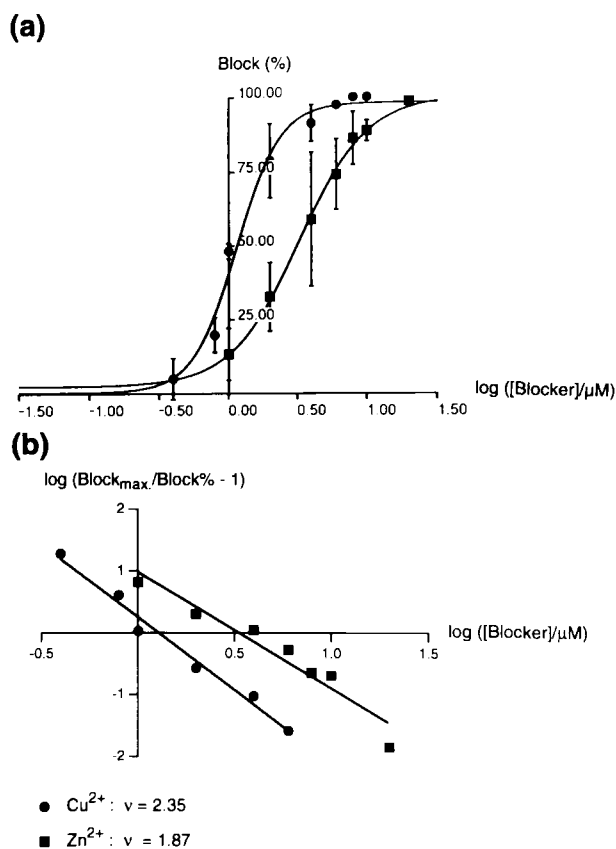 (a)
Block (%)
100.00
75.00
50.00
25.00
-1.50 -1.00 -0.50 0.00 0.50 1.00 1.50
log ([Blocker]/µM)
(b)
log (Blockmax./Block% - 1)
2
1
0
-1
-2
-0.5 0.5 1.0 1.5
log ([Blocker]/µM)
● Cu2+ : ν = 2.35
■ Zn2+ : ν = 1.87